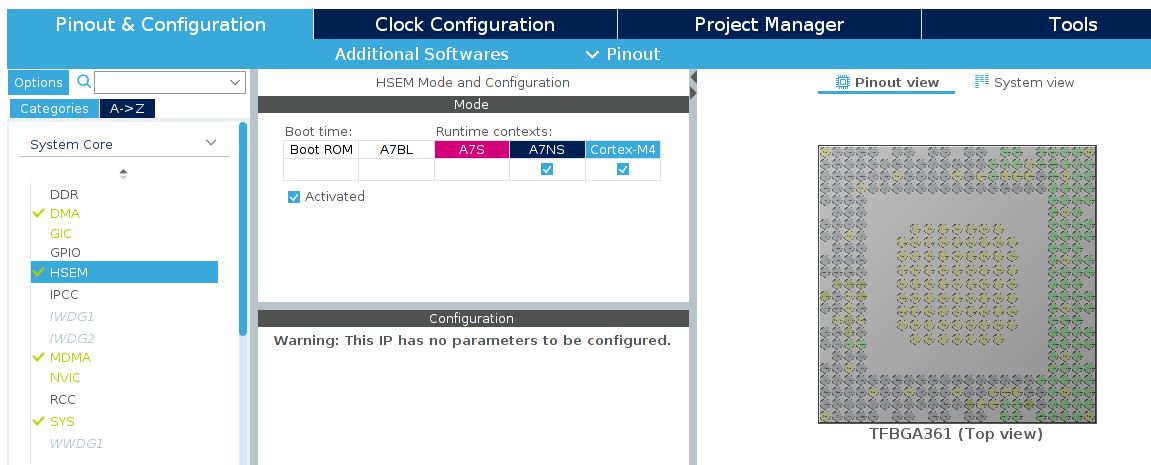 Pinout & Configuration
Clock Configuration
Project Manager
Tools
Additional Softwares
Pinout
Options
Categories
A->Z
System Core
DDR
DMA
GIC
GPIO
HSEM
IPCC
IWDG1
IWDG2
MDMA
NVIC
RCC
SYS
WWDG1
HSEM Mode and Configuration
Mode
Boot time: Runtime contexts:
Boot ROM A7BL A7S A7NS Cortex-M4
Activated
Configuration
Warning: This IP has no parameters to be configured.
Pinout view
System view
TFBGA361 (Top view)